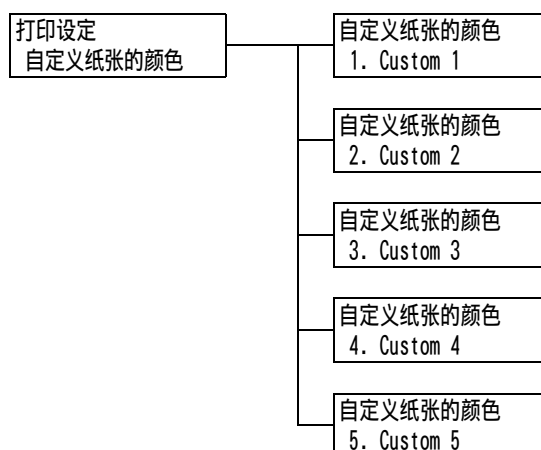 打印设定
自定义纸张的颜色
自定义纸张的颜色
1. Custom 1
自定义纸张的颜色
2. Custom 2
自定义纸张的颜色
3. Custom 3
自定义纸张的颜色
4. Custom 4
自定义纸张的颜色
5. Custom 5